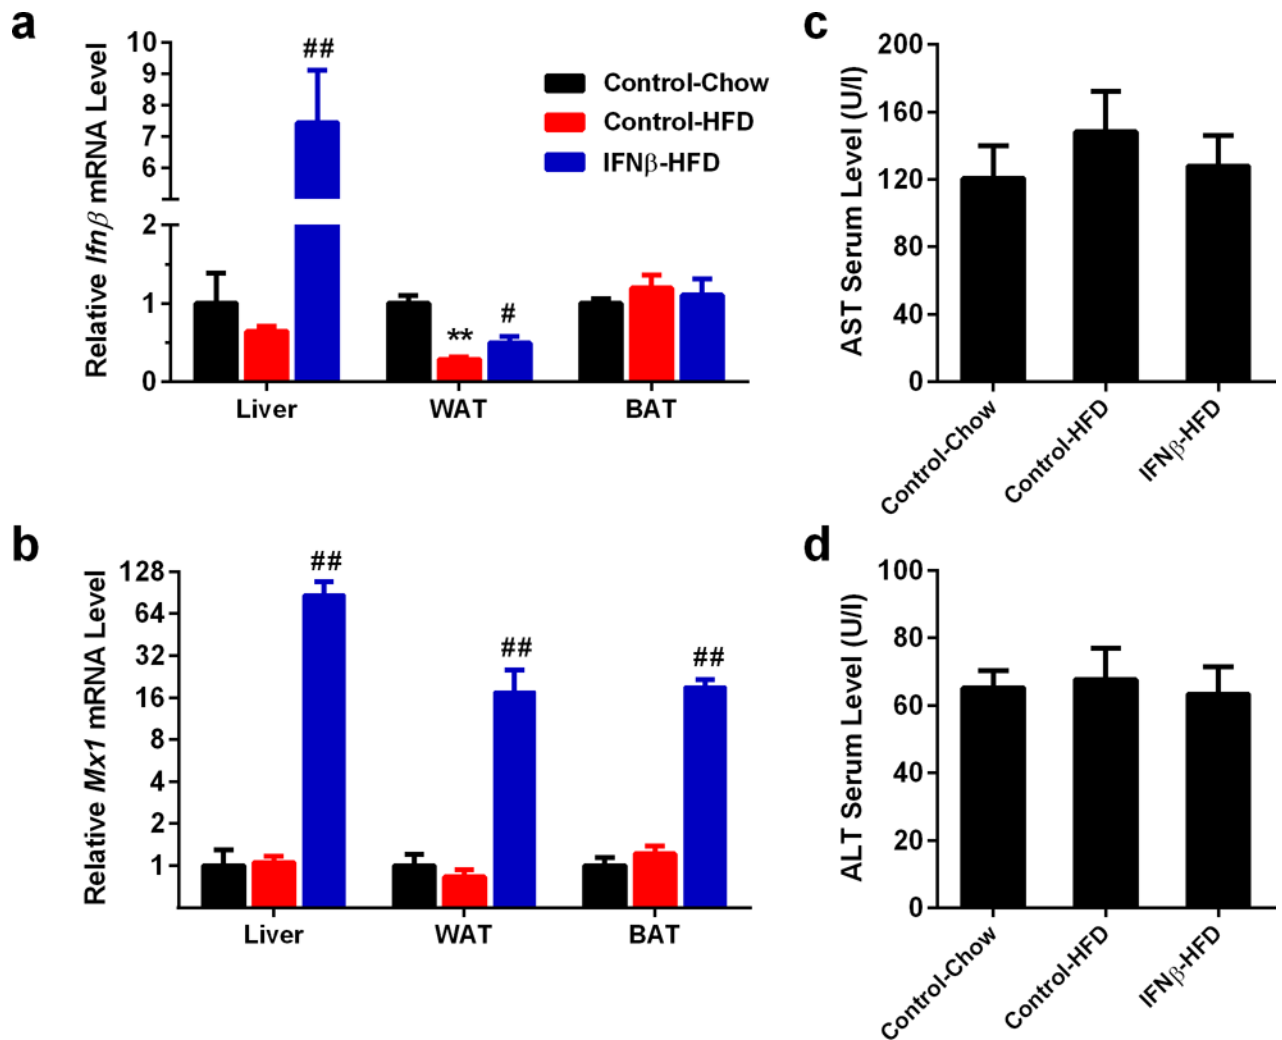 a
Relative Ifnβ mRNA Level
10
9
8
7
6
2
1
0
##
**
#
Liver WAT BAT
Control-Chow
Control-HFD
IFNβ-HFD
c
AST Serum Level (U/l)
200
160
120
80
40
0
Control-Chow
Control-HFD
IFNβ-HFD
b
Relative Mx1 mRNA Level
128
64
32
16
8
4
2
1
##
##
##
Liver WAT BAT
d
ALT Serum Level (U/l)
100
80
60
40
20
0
Control-Chow
Control-HFD
IFNβ-HFD